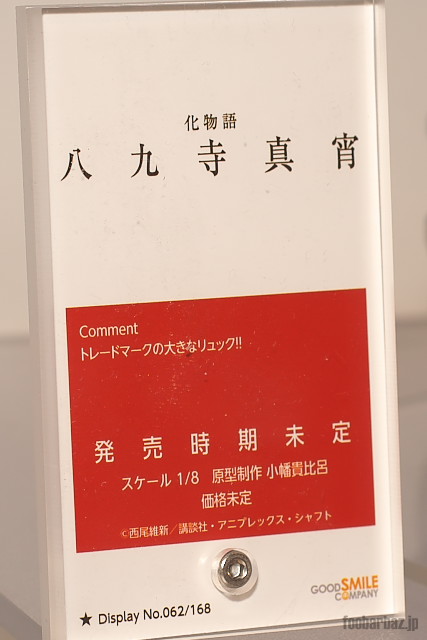 化物語
八九寺真宵
Comment
トレードマークの大きなリュック!!
発売時期未定
スケール 1/8 原型制作 小幡貴比呂
価格未定
©西尾維新／講談社・アニプレックス・シャフト
GOOD SMILE
COMPANY
★ Display No.062/168
foobarbaz.jp